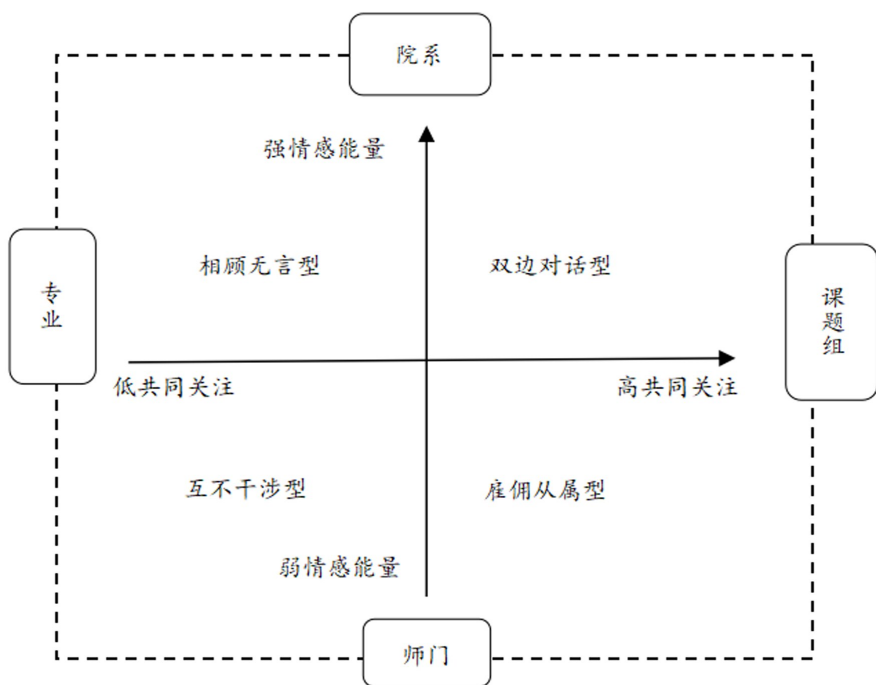 院系
强情感能量
相顾无言型
双边对话型
专业
课题组
低共同关注
高共同关注
互不干涉型
雇佣从属型
弱情感能量
师门